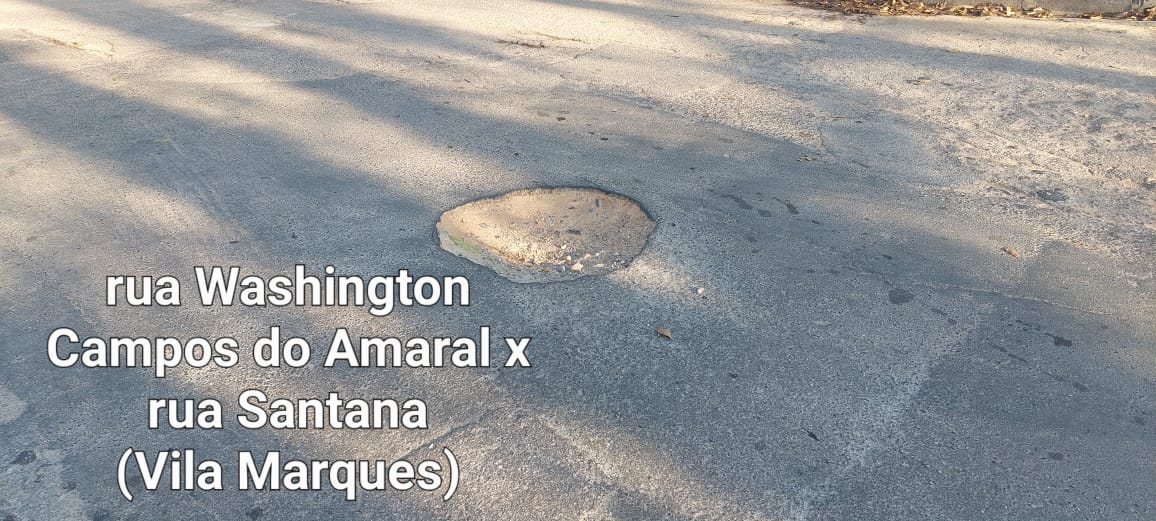 rua Washington
Campos do Amaral x
rua Santana
(Vila Marques)